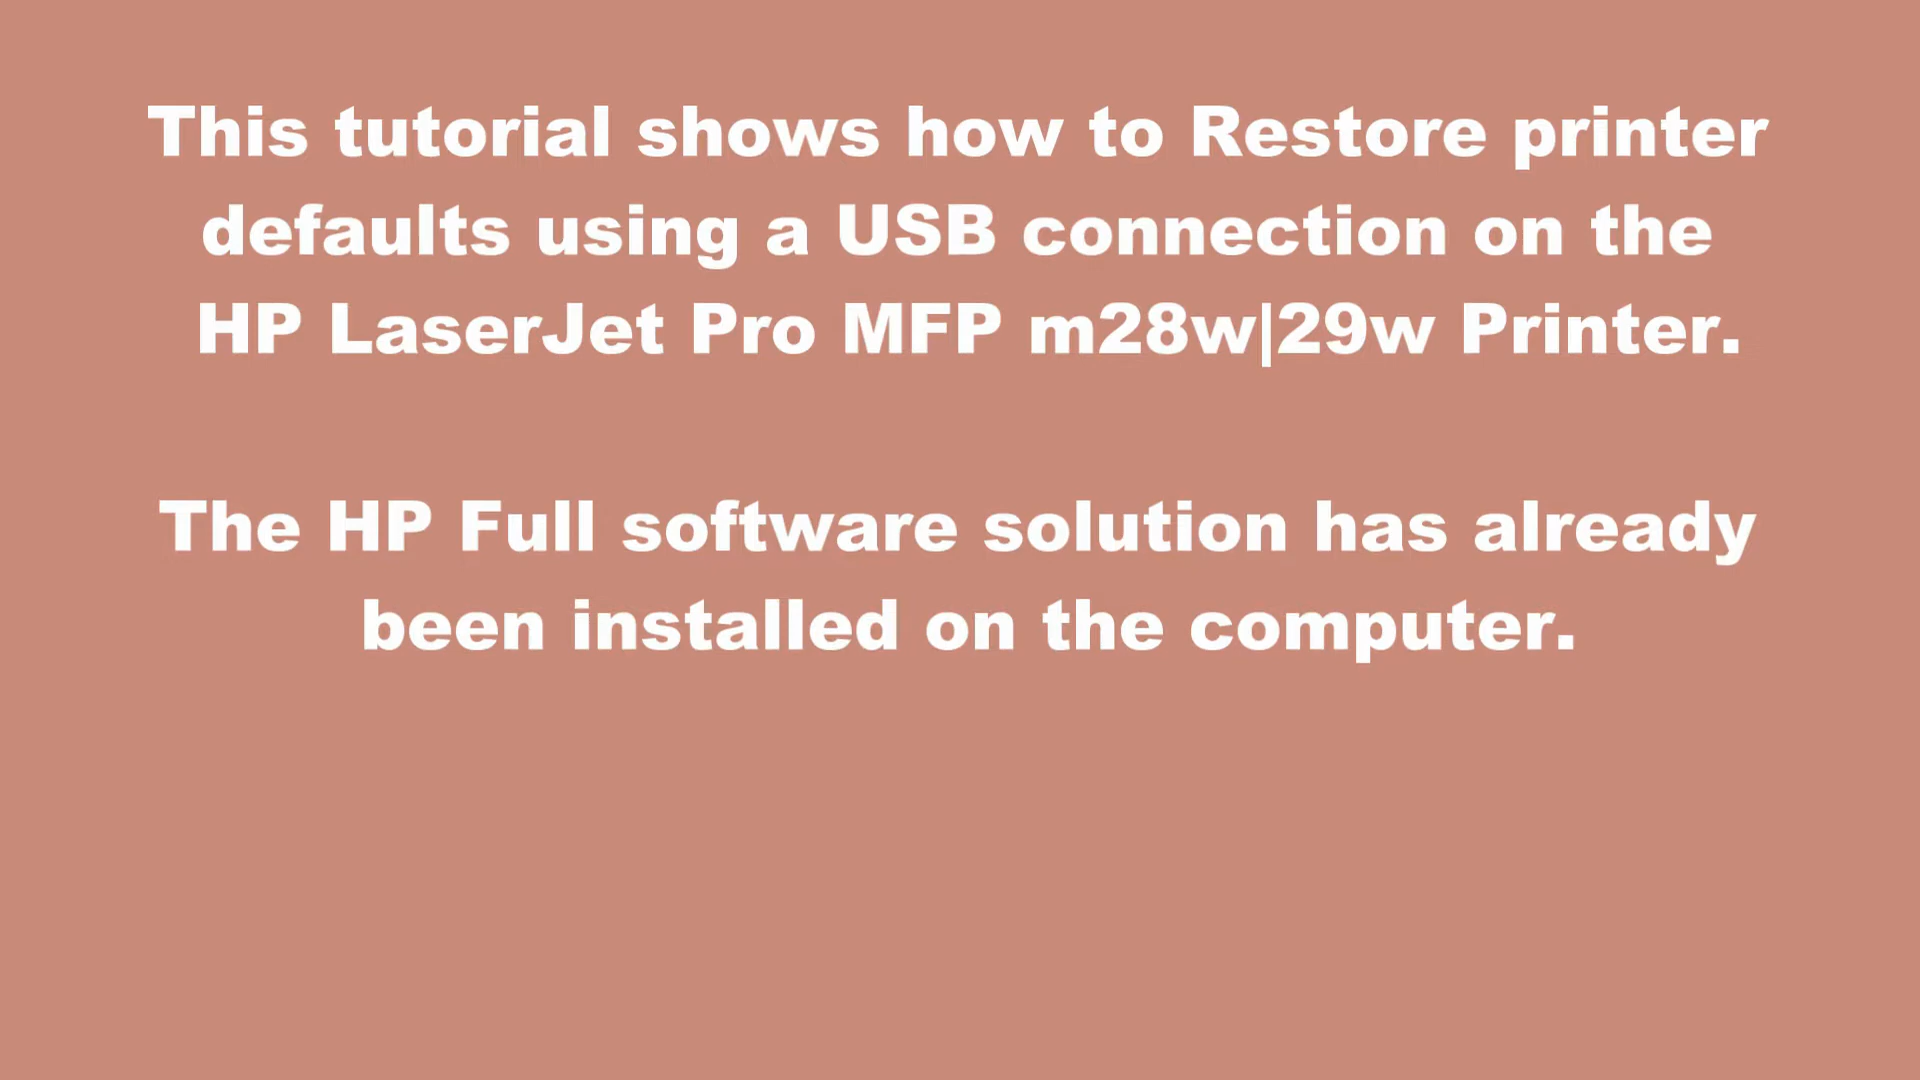 This tutorial shows how to Restore printer
defaults using a USB connection on the
HP LaserJet Pro MFP m28w|29w Printer.
The HP Full software solution has already
been installed on the computer.